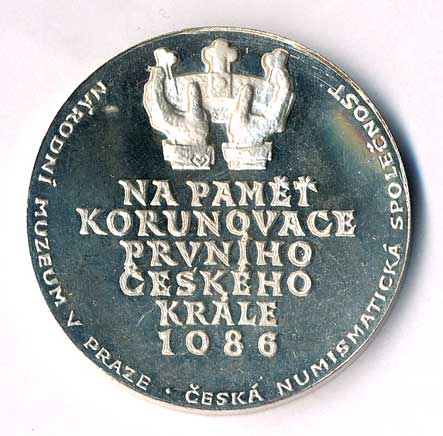 NA PAMĚŤ
KORUNOVACE
PRVNÍHO
ČESKÉHO
KRÁLE
1086
NÁRODNÍ MUZEUM V PRAZE · ČESKÁ NUMISMATICKÁ SPOLEČNOST